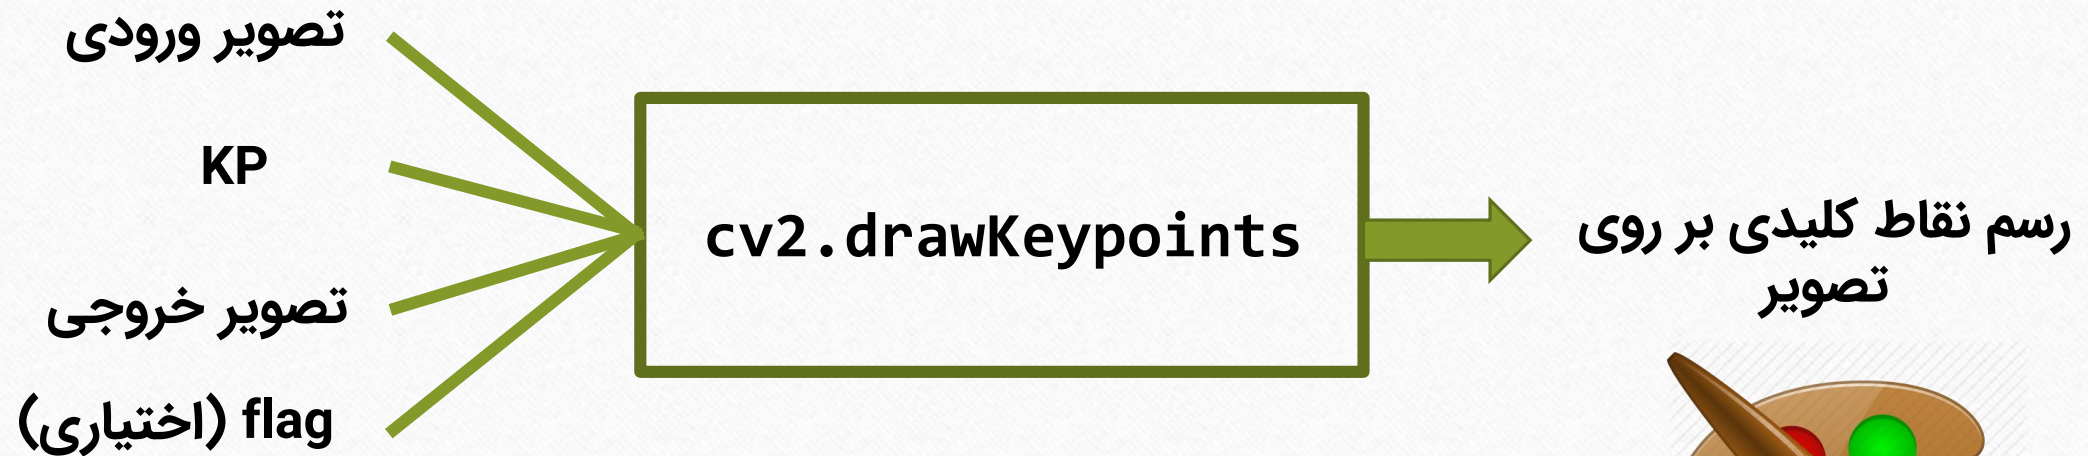 تصویر ورودی
KP
تصویر خروجی
flag (اختیاری)
cv2.drawKeypoints
رسم نقاط کلیدی بر روی
تصویر